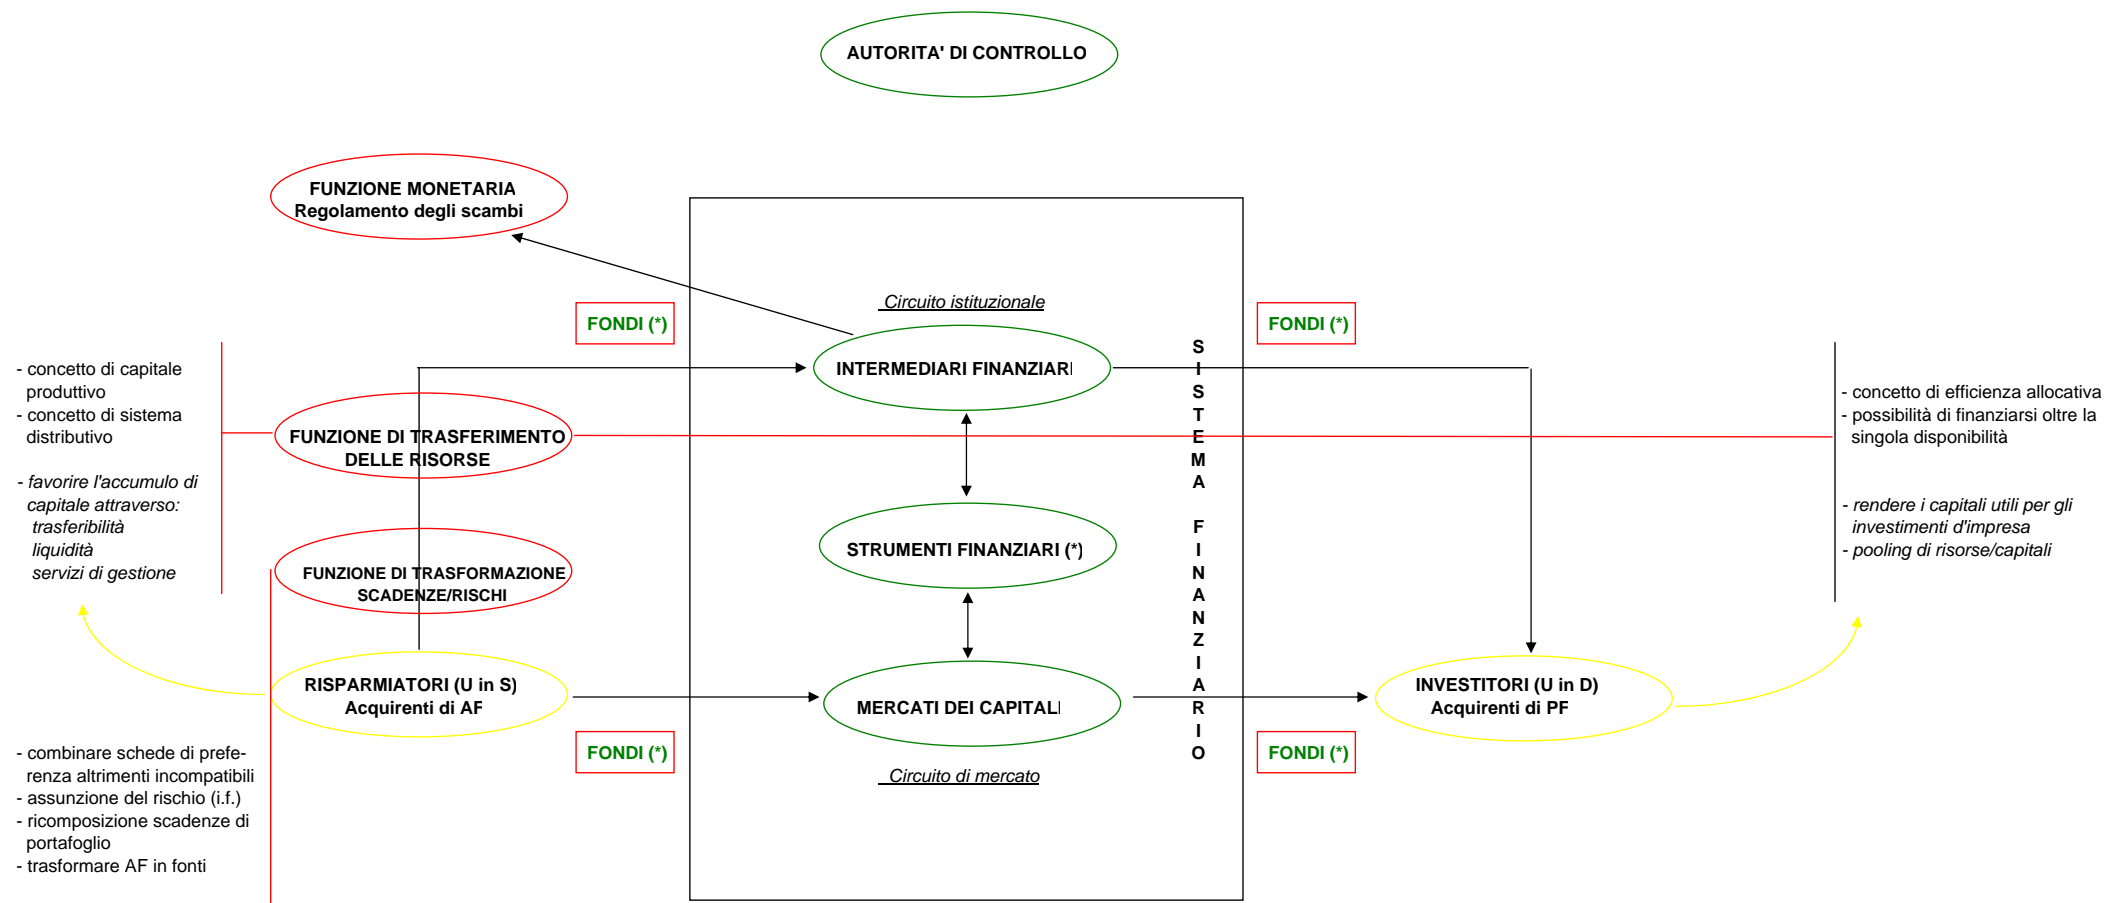 AUTORITA' DI CONTROLLO
FUNZIONE MONETARIA
Regolamento degli scambi
Circuito istituzionale
FONDI (*)
FONDI (*)
INTERMEDIARI FINANZIARI
- concetto di capitale
produttivo
- concetto di sistema
distributivo
- favorire l'accumulo di
capitale attraverso:
trasferibilità
liquidità
servizi di gestione
FUNZIONE DI TRASFERIMENTO
DELLE RISORSE
FUNZIONE DI TRASFORMAZIONE
SCADENZE/RISCHI
STRUMENTI FINANZIARI (*)
S
I
S
T
E
M
A
F
I
N
A
N
Z
I
A
R
I
O
- concetto di efficienza allocativa
- possibilità di finanziarsi oltre la
singola disponibilità
- rendere i capitali utili per gli
investimenti d'impresa
- pooling di risorse/capitali
RISPARMIATORI (U in S)
Acquirenti di AF
MERCATI DEI CAPITALI
INVESTITORI (U in D)
Acquirenti di PF
FONDI (*)
FONDI (*)
Circuito di mercato
- combinare schede di prefe-
renza altrimenti incompatibili
- assunzione del rischio (i.f.)
- ricomposizione scadenze di
portafoglio
- trasformare AF in fonti